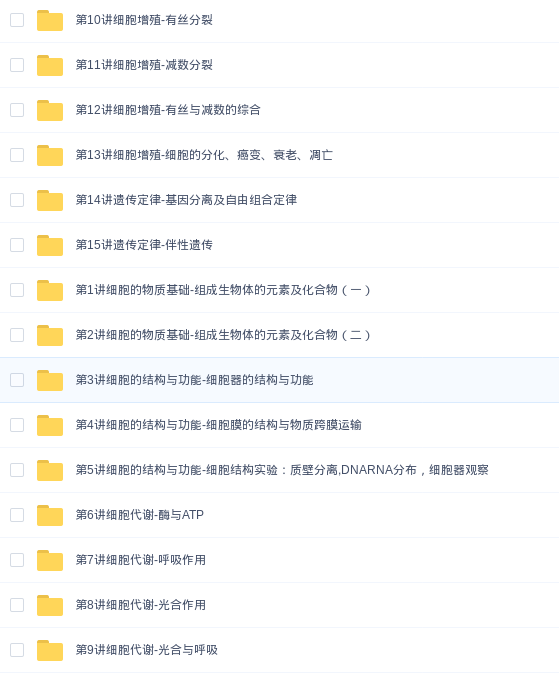 第10讲细胞增殖-有丝分裂
第11讲细胞增殖-减数分裂
第12讲细胞增殖-有丝与减数的综合
第13讲细胞增殖-细胞的分化、癌变、衰老、凋亡
第14讲遗传定律-基因分离及自由组合定律
第15讲遗传定律-伴性遗传
第1讲细胞的物质基础-组成生物体的元素及化合物（一）
第2讲细胞的物质基础-组成生物体的元素及化合物（二）
第3讲细胞的结构与功能-细胞器的结构与功能
第4讲细胞的结构与功能-细胞膜的结构与物质跨膜运输
第5讲细胞的结构与功能-细胞结构实验：质壁分离,DNARNA分布，细胞器观察
第6讲细胞代谢-酶与ATP
第7讲细胞代谢-呼吸作用
第8讲细胞代谢-光合作用
第9讲细胞代谢-光合与呼吸